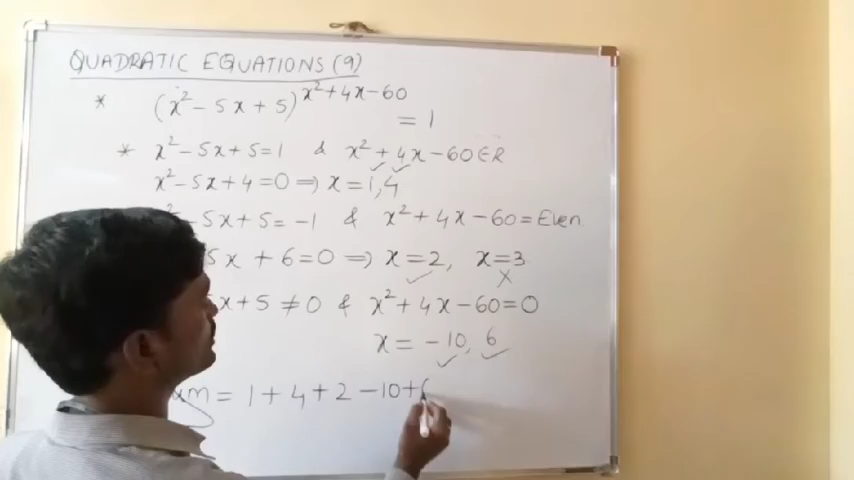 QUADRATIC EQUATIONS (9)
* (x² - 5x + 5)^(x² + 4x - 60) = 1
* x² - 5x + 5 = 1 & x² + 4x - 60 ∈ R
x² - 5x + 4 = 0 ⇒ x = 1, 4
5x + 5 = -1 & x² + 4x - 60 = Even
5x + 6 = 0 ⇒ x = 2, x = 3
x + 5 ≠ 0 & x² + 4x - 60 = 0
x = -10, 6
= 1 + 4 + 2 - 10 +